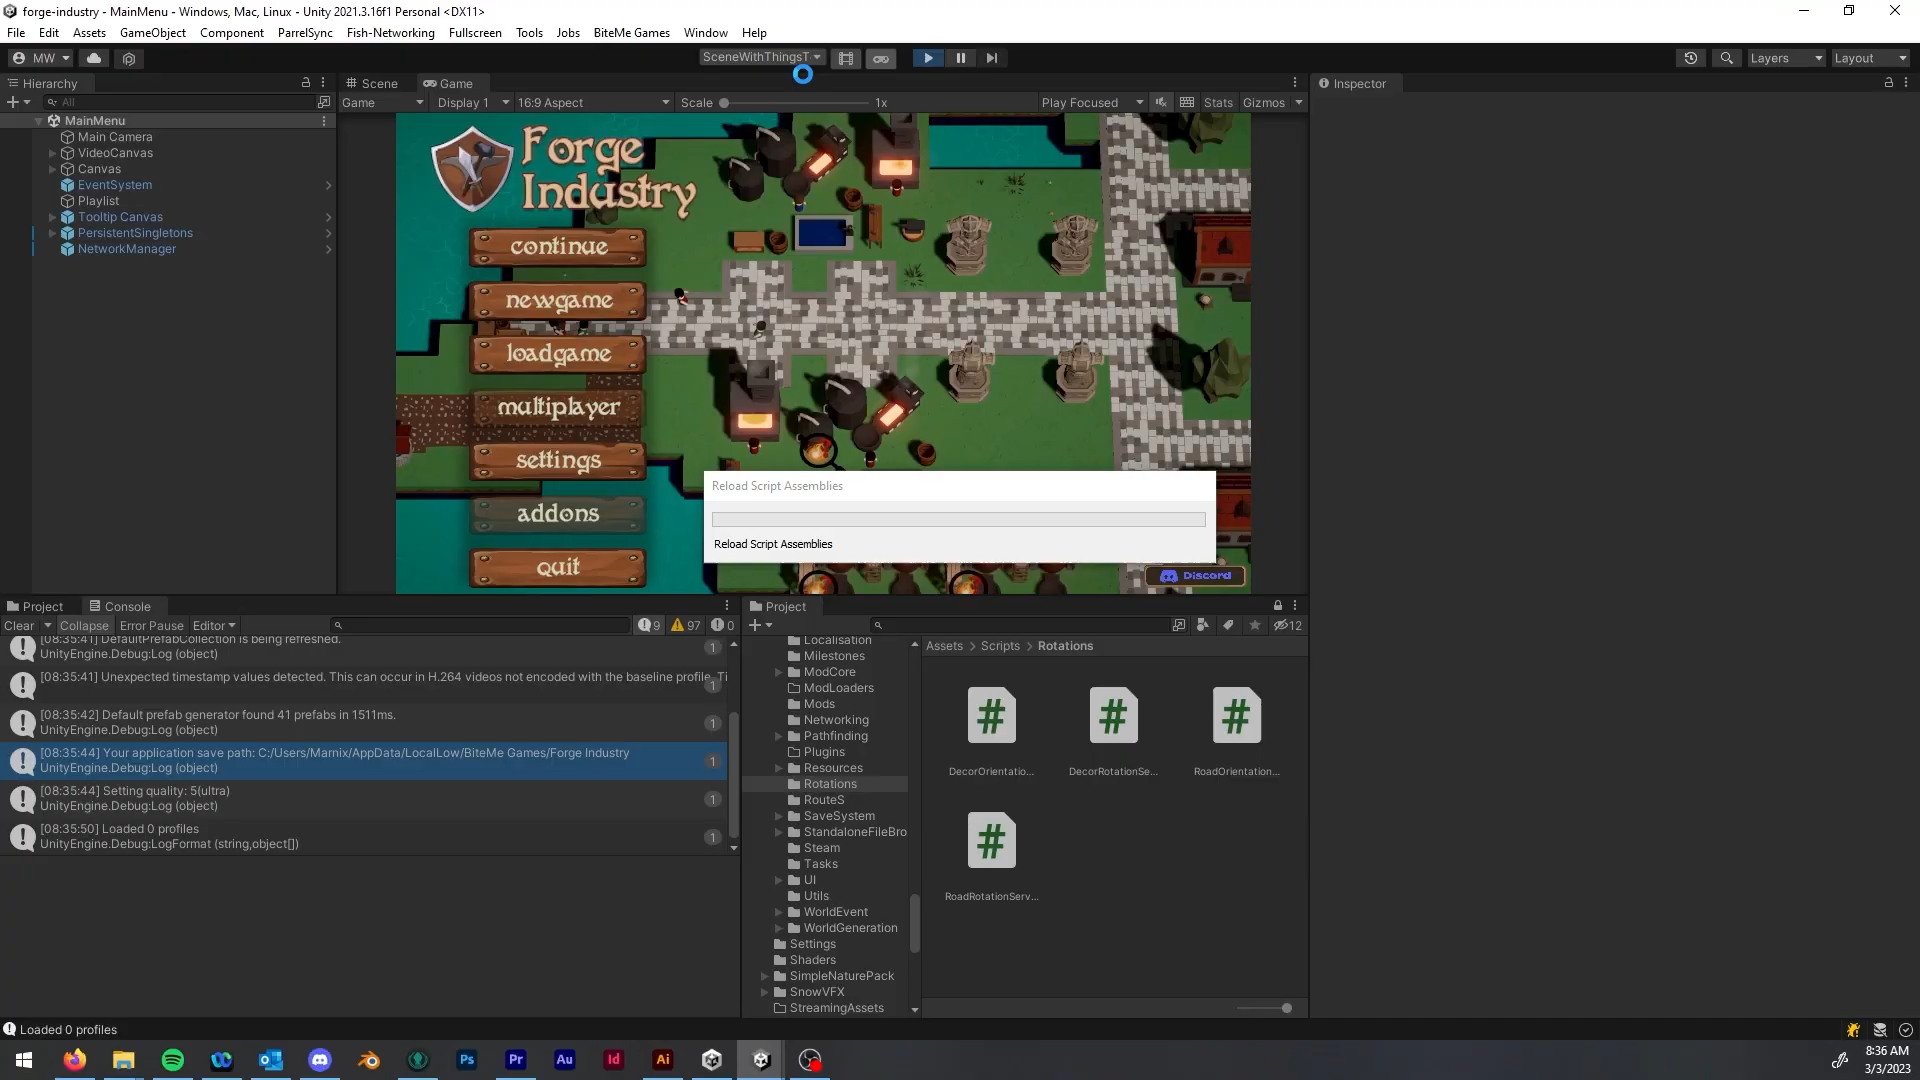 forge-industry - MainMenu - Windows, Mac, Linux - Unity 2021.3.16f1 Personal <DX11>
File Edit Assets GameObject Component ParrelSync Fish-Networking Fullscreen Tools Jobs BiteMe Games Window Help
MW SceneWithThingsT Layers Layout
Hierarchy
All
MainMenu
Main Camera
VideoCanvas
Canvas
EventSystem
Playlist
Tooltip Canvas
PersistentSingletons
NetworkManager
Scene Game
Game Display 1 16:9 Aspect Scale 1x Play Focused Stats Gizmos
Forge
Industry
continue
newgame
loadgame
multiplayer
settings
addons
quit
Discord
Reload Script Assemblies
Reload Script Assemblies
Inspector
Project Console
Clear Collapse Error Pause Editor 9 97 0
[08:35:41] DefaultPrefabCollection is being refreshed.
UnityEngine.Debug:Log (object) 1
[08:35:41] Unexpected timestamp values detected. This can occur in H.264 videos not encoded with the baseline profile. Ti
1
[08:35:42] Default prefab generator found 41 prefabs in 1511ms.
UnityEngine.Debug:Log (object) 1
[08:35:44] Your application save path: C:/Users/Marnix/AppData/LocalLow/BiteMe Games/Forge Industry
UnityEngine.Debug:Log (object) 1
[08:35:44] Setting quality: 5(ultra)
UnityEngine.Debug:Log (object) 1
[08:35:50] Loaded 0 profiles
UnityEngine.Debug:LogFormat (string,object[]) 1
Project
12
Localisation
Milestones
ModCore
ModLoaders
Mods
Networking
Pathfinding
Plugins
Resources
Rotations
RouteS
SaveSystem
StandaloneFileBro
Steam
Tasks
UI
Utils
WorldEvent
WorldGeneration
Settings
Shaders
SimpleNaturePack
SnowVFX
StreamingAssets
Assets > Scripts > Rotations
# # #
DecorOrientatio... DecorRotationSe... RoadOrientation...
#
RoadRotationServ...
Loaded 0 profiles
Ps Pr Au Id Ai
8:36 AM
3/3/2023